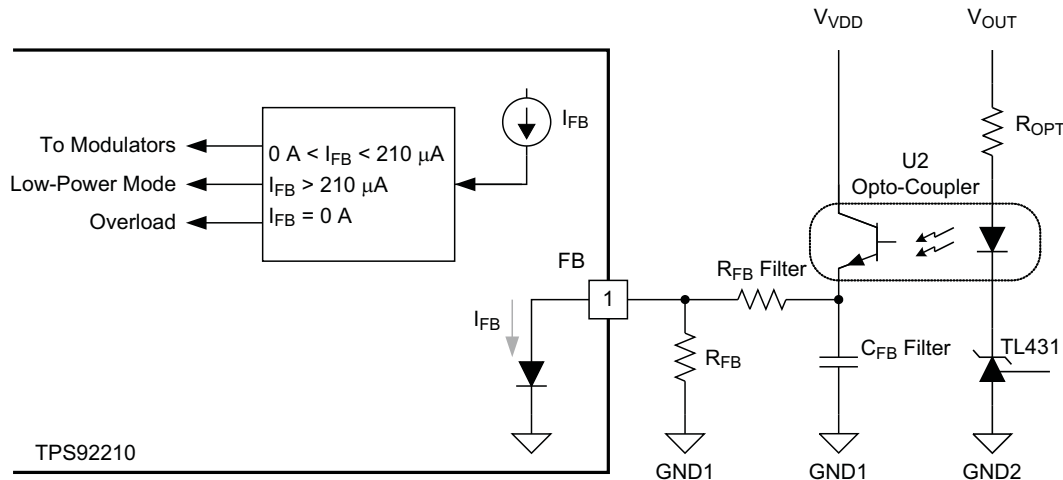 V_VDD
V_OUT
I_FB
R_OPT
To Modulators
0 A < I_FB < 210 μA
Low-Power Mode
I_FB > 210 μA
Overload
I_FB = 0 A
U2
Opto-Coupler
FB
R_FB Filter
1
I_FB
R_FB
C_FB Filter
TL431
TPS92210
GND1
GND1
GND2